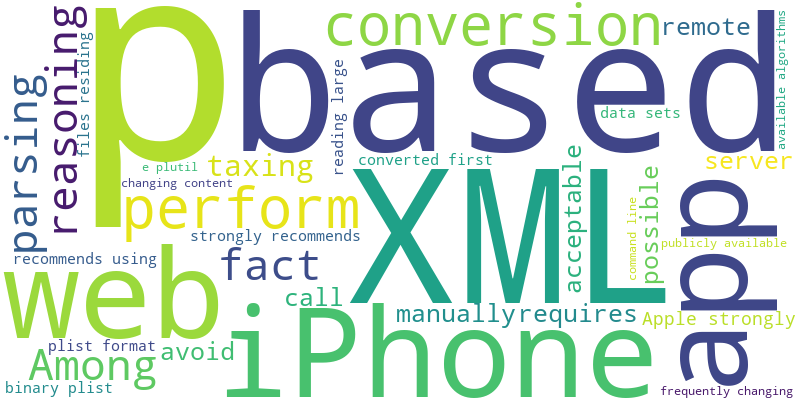 p
based
conversion
remote
reasoning
files residing
parsing
reading large
data sets
available algorithms
e plutil
taxing
converted first
server
changing content
perform
XML
acceptable
possible
command line
app
strongly recommends
publicly available
recommends using
fact
web
call
manuallyrequires
Apple strongly
iPhone
plist format
avoid
Among
binary plist
frequently changing